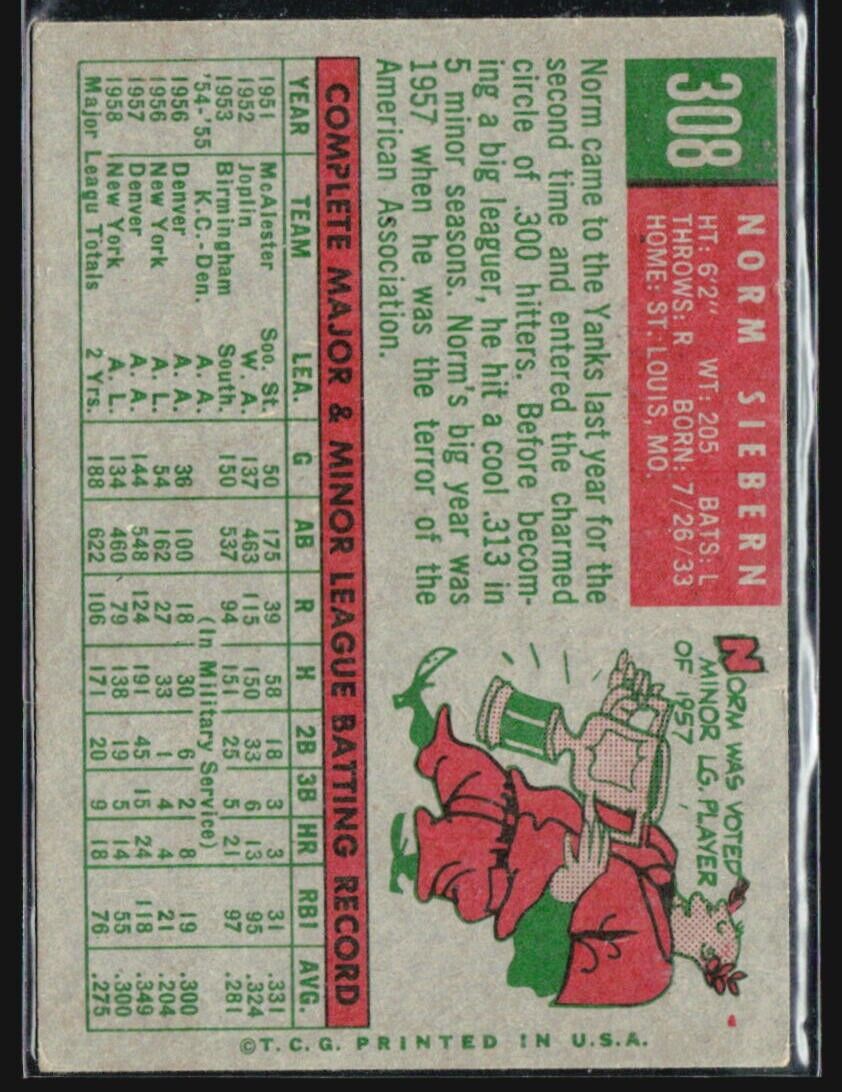 308
NORM SIEBERN
HT: 6'2" WT: 205 BATS: L
THROWS: R BORN: 7/26/33
HOME: ST. LOUIS, MO.
Norm came to the Yanks last year for the
second time and entered the charmed
circle of .300 hitters. Before becom-
ing a big leaguer, he hit a cool .313 in
5 minor seasons. Norm's big year was
1957 when he was the terror of the
American Association.
NORM WAS VOTED
MINOR LG. PLAYER
OF 1957
COMPLETE MAJOR & MINOR LEAGUE BATTING RECORD
YEAR TEAM LEA. G AB R H 2B 3B HR RBI AVG.
1951 McAlester Soo. St. 50 175 39 58 18 3 3 31 .331
1952 Joplin W. A. 137 463 115 150 33 6 13 95 .324
1953 Birmingham South. 150 537 94 151 25 5 21 97 .281
'54-'55 K.C.-Den. A. A. (In Military Service)
1956 Denver A. A. 36 100 18 30 6 2 8 19 .300
1956 New York A. L. 54 162 27 33 1 4 4 21 .204
1957 Denver A. A. 144 548 124 191 45 15 24 118 .349
1958 New York A. L. 134 460 79 138 19 5 14 55 .300
Major Leagu Totals 2 Yrs. 188 622 106 171 20 9 18 76 .275
©T. C. G. PRINTED IN U.S.A.